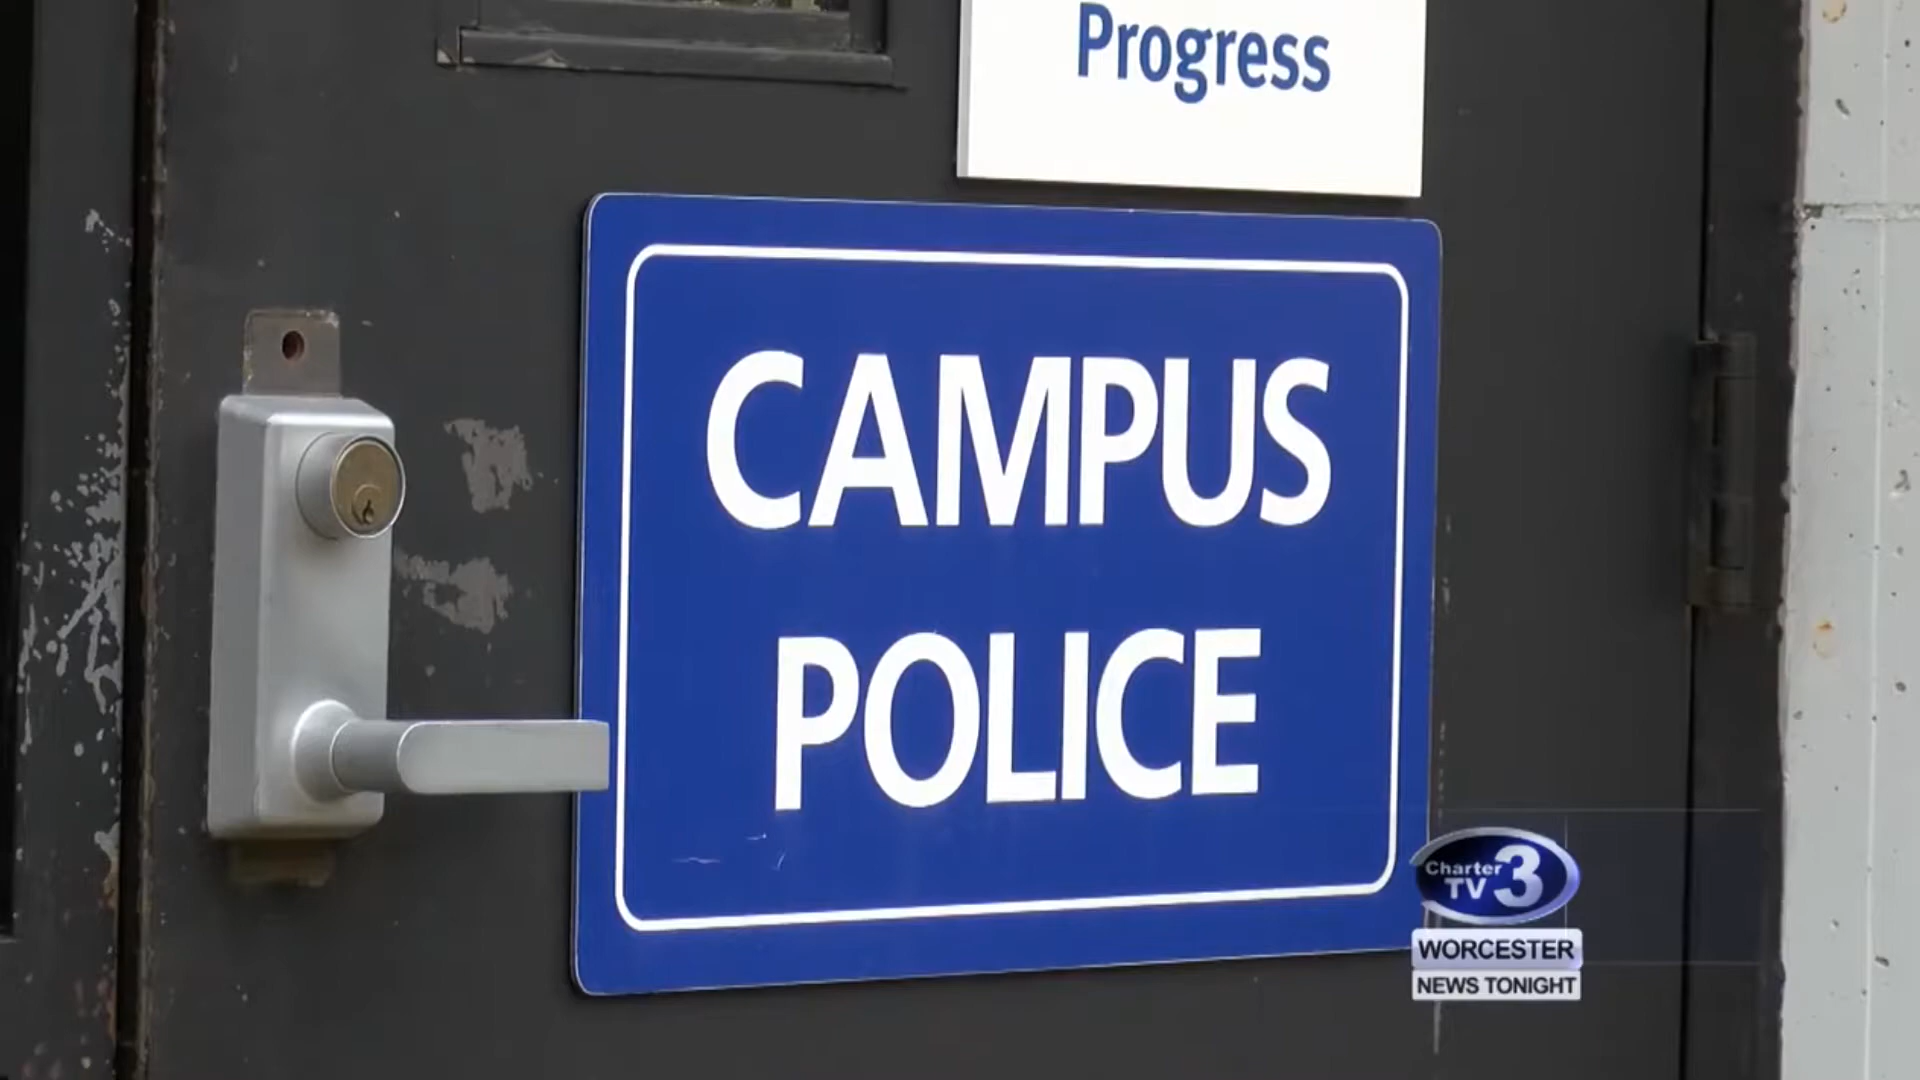 Progress
CAMPUS
POLICE
Charter
TV 3
WORCESTER
NEWS TONIGHT